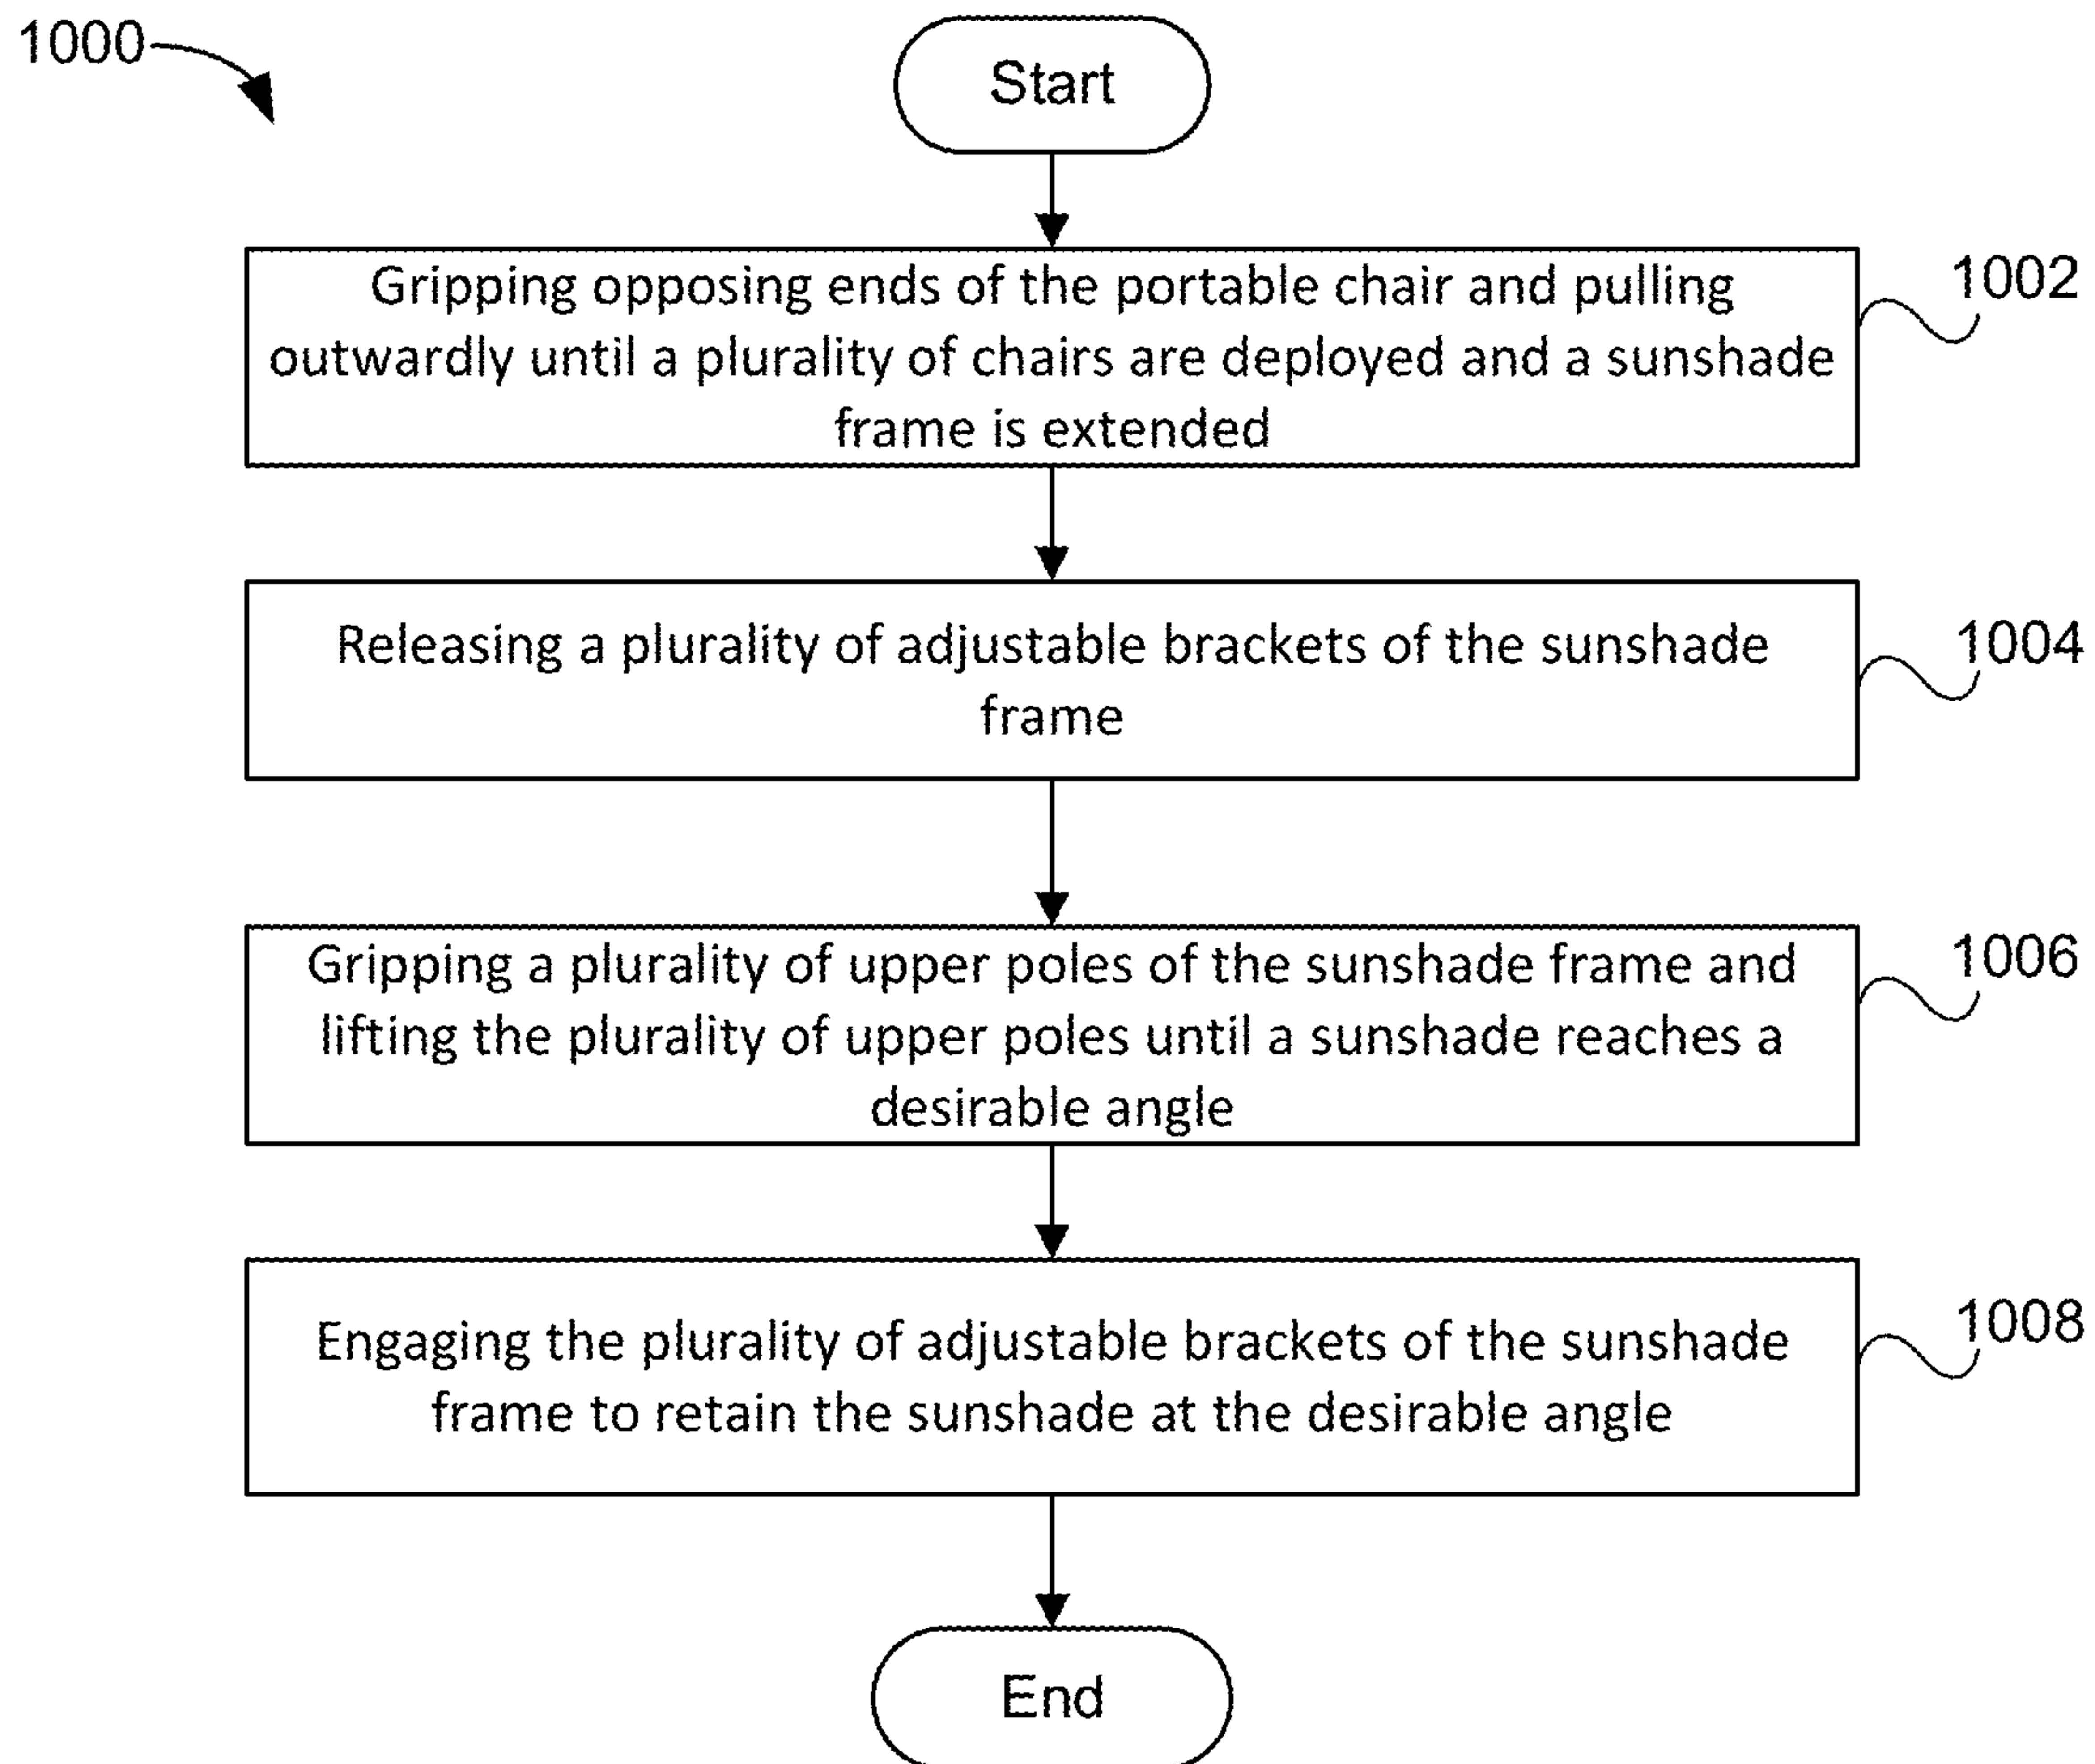 1000
Start
Gripping opposing ends of the portable chair and pulling
outwardly until a plurality of chairs are deployed and a sunshade
frame is extended
1002
Releasing a plurality of adjustable brackets of the sunshade
frame
1004
Gripping a plurality of upper poles of the sunshade frame and
lifting the plurality of upper poles until a sunshade reaches a
desirable angle
1006
Engaging the plurality of adjustable brackets of the sunshade
frame to retain the sunshade at the desirable angle
1008
End